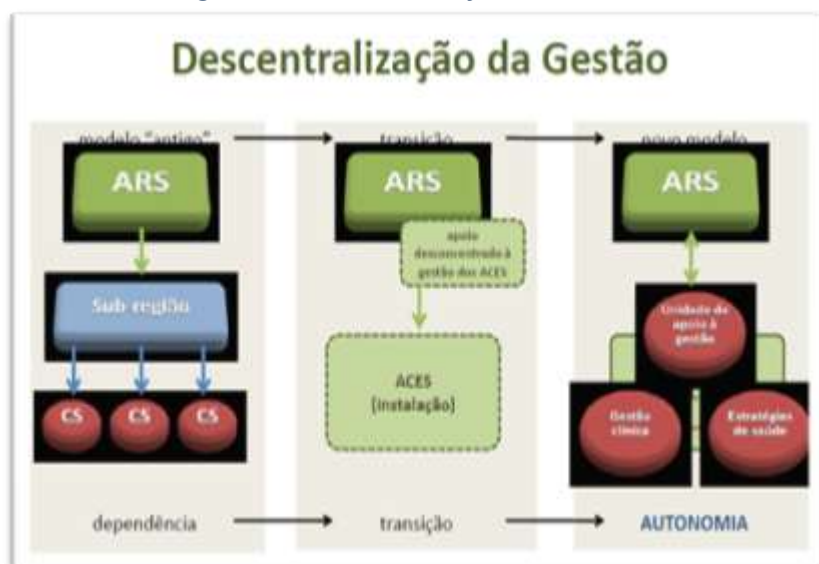 Descentralização da Gestão
modelo "antigo"
transição
novo modelo
ARS
ARS
ARS
apoio
desconcentrado à
gestão dos ACES
Sub-região
Unidade de
apoio à
gestão
ACES
(instalação)
CS
CS
CS
Gestão
clínica
Estratégias
de saúde
dependência
transição
AUTONOMIA